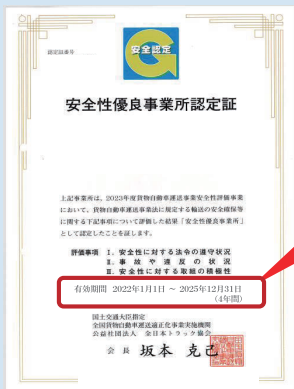 認定証番号
安全認定
G
安全性優良事業所認定証
上記事業所は、2023年度貨物自動車運送事業安全性評価事業
において、貨物自動車運送事業法に規定する輸送の安全確保等
に関する下記事項について評価した結果「安全性優良事業所」
として認定したことを証します。
評価事項 Ⅰ. 安全性に対する法令の遵守状況
Ⅱ. 事故や違反の状況
Ⅲ. 安全性に対する取組の積極性
有効期間 2022年1月1日 ～ 2025年12月31日
(4年間)
国土交通大臣指定
全国貨物自動車運送適正化事業実施機関
公益社団法人 全日本トラック協会
会長 坂本克己